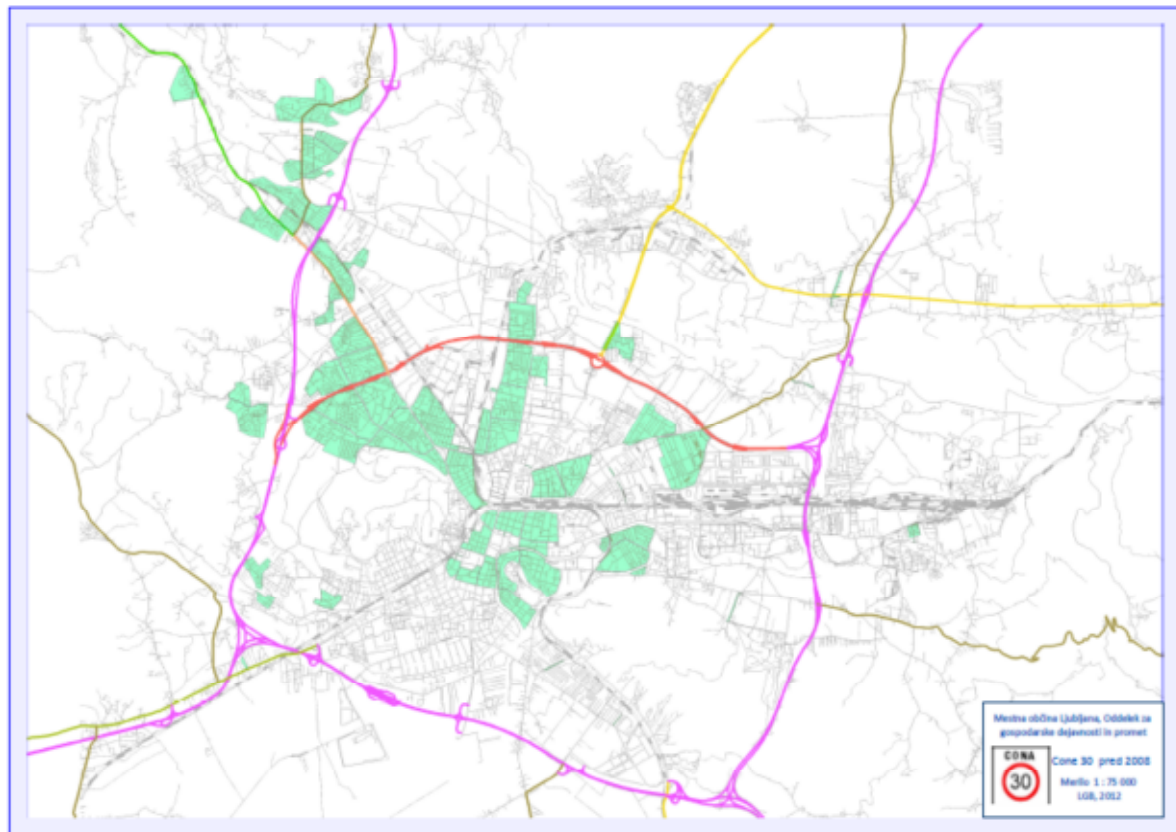 Mestna občina Ljubljana, Oddelek za
gospodarske dejavnosti in promet
CONA
30
Cone 30 pred 2008
Merilo 1 : 75 000
LGB, 2012